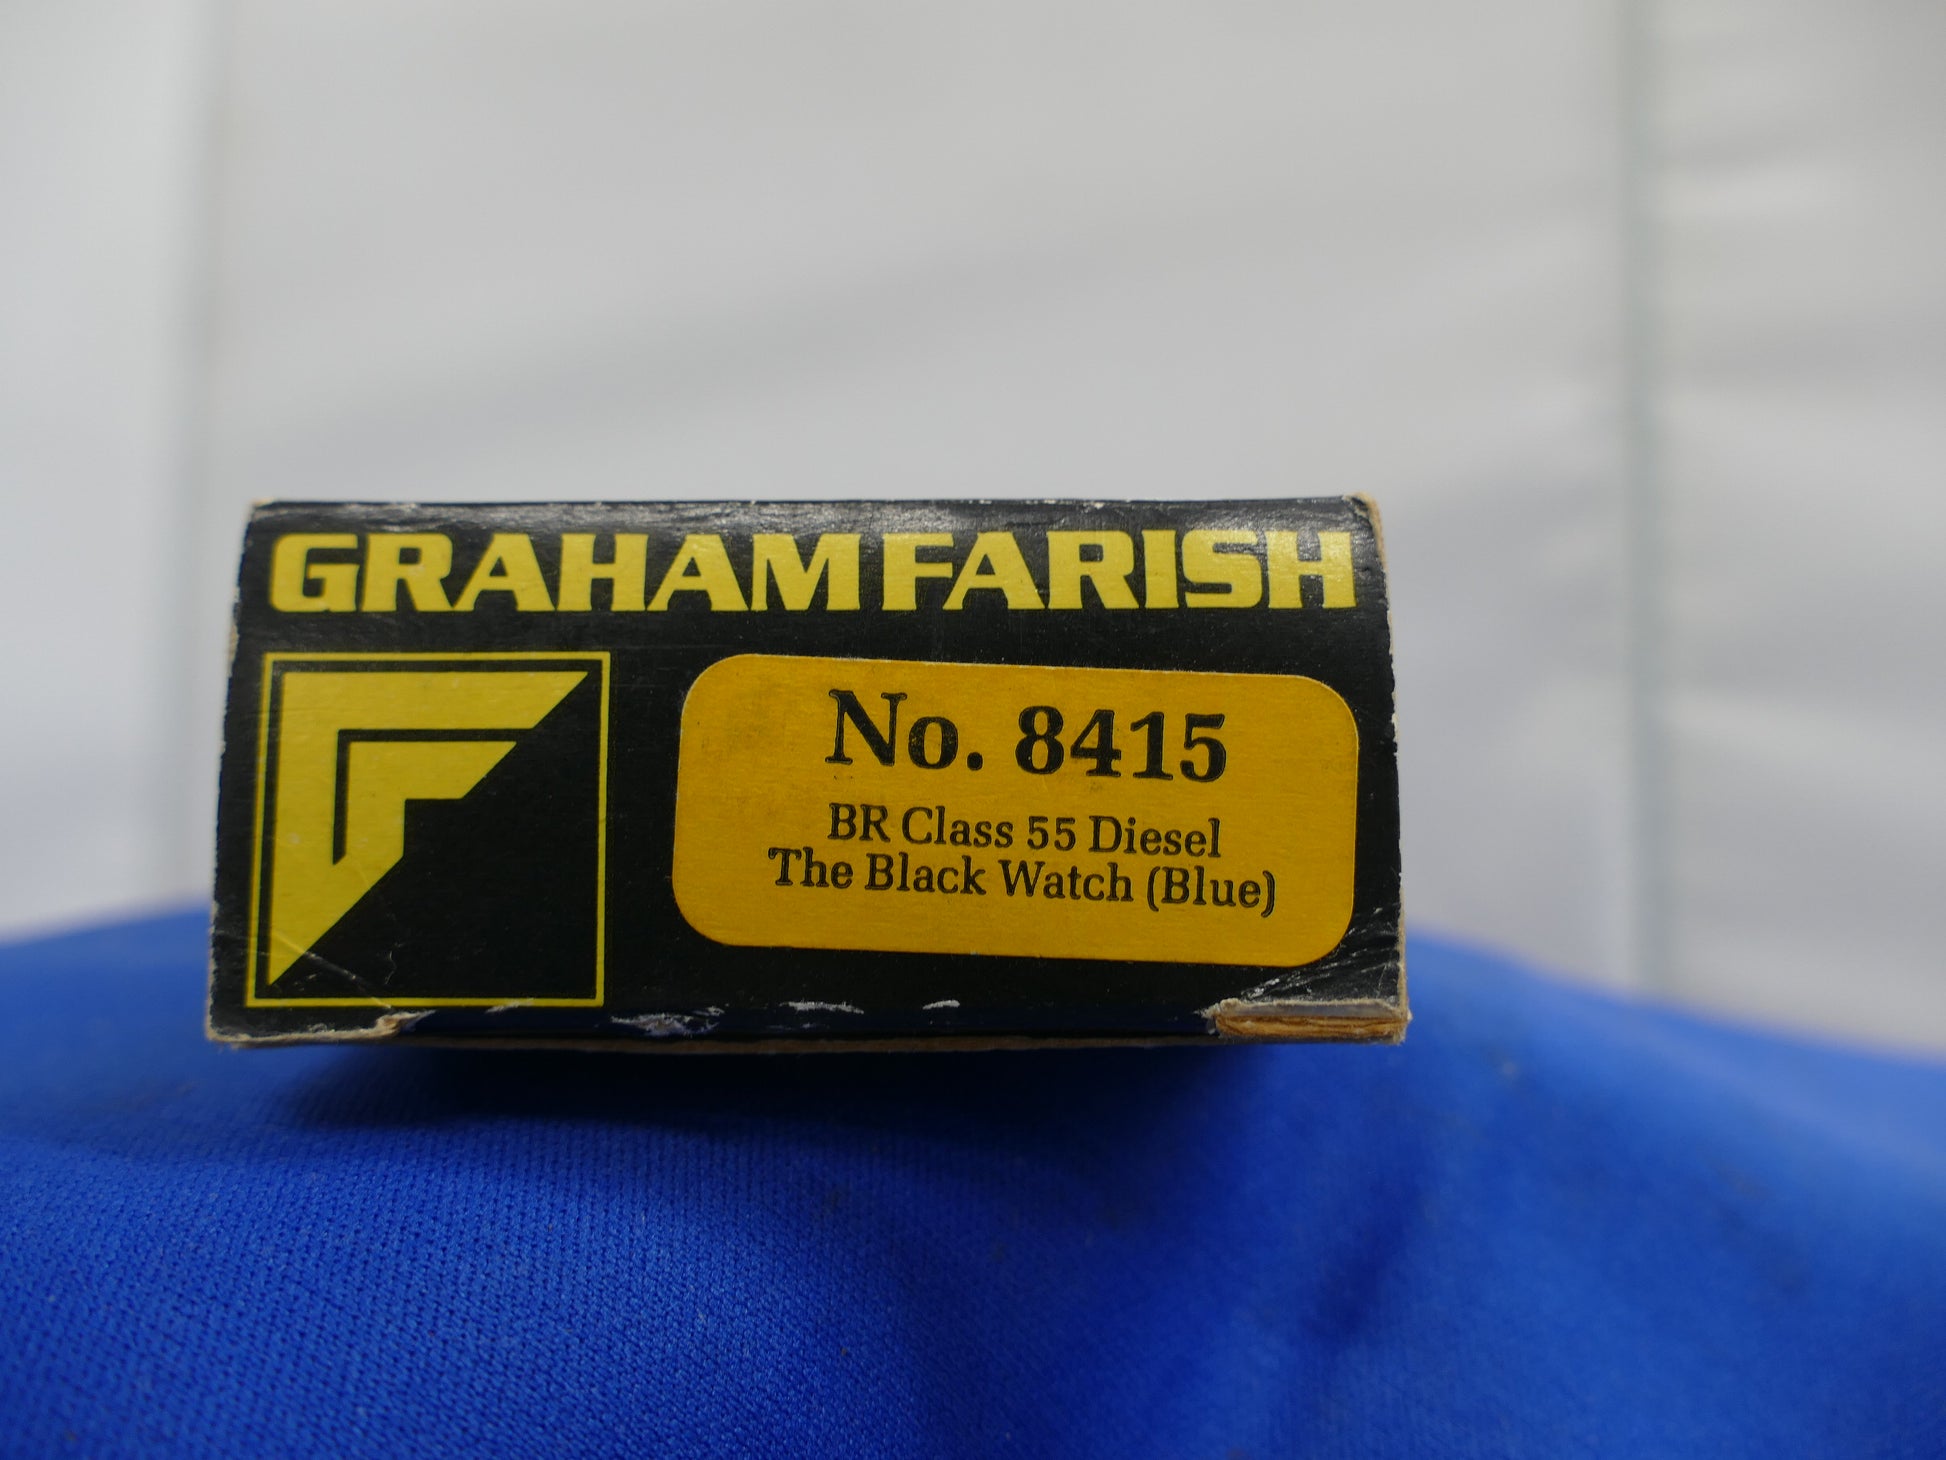 GRAHAM FARISH
No. 8415
BR Class 55 Diesel
The Black Watch (Blue)